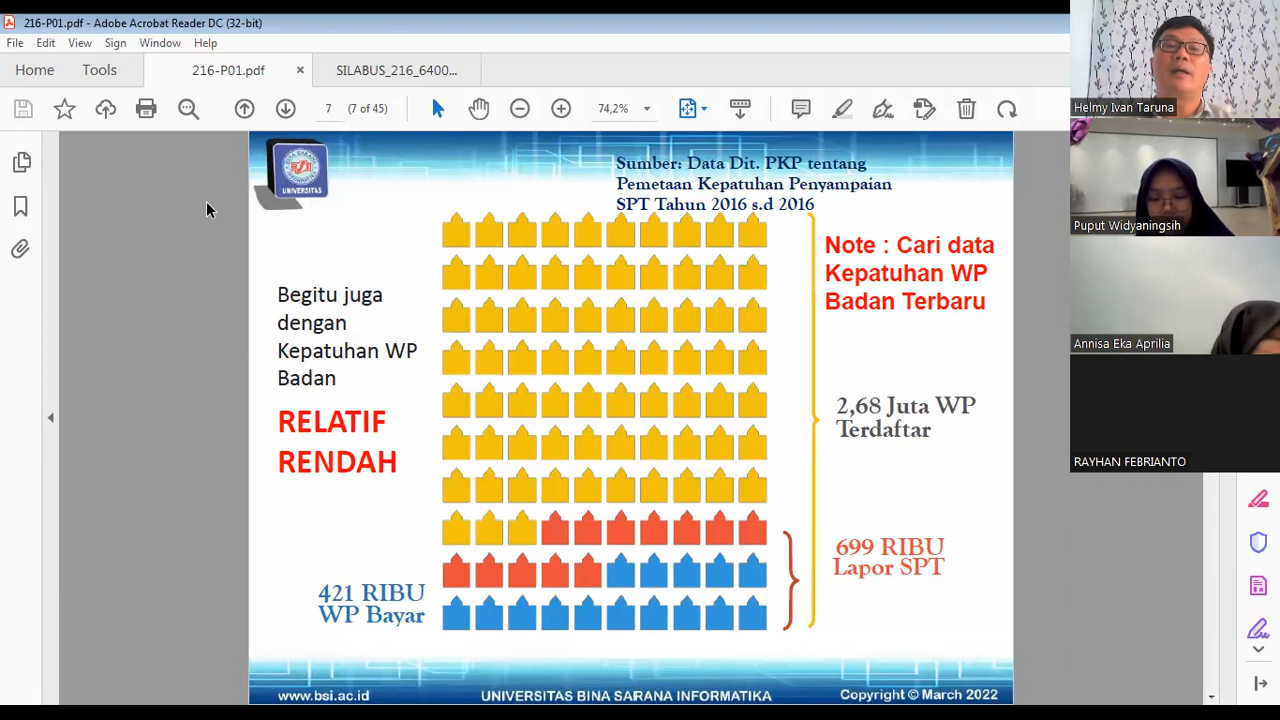 216-P01.pdf - Adobe Acrobat Reader DC (32-bit)
File Edit View Sign Window Help
Home Tools 216-P01.pdf × SILABUS_216_6400...
7 (7 of 45) 74,2%
UNIVERSITAS
Sumber: Data Dit. PKP tentang
Pemetaan Kepatuhan Penyampaian
SPT Tahun 2016 s.d 2016
Note : Cari data
Kepatuhan WP
Badan Terbaru
Begitu juga
dengan
Kepatuhan WP
Badan
RELATIF
RENDAH
2,68 Juta WP
Terdaftar
699 RIBU
Lapor SPT
421 RIBU
WP Bayar
www.bsi.ac.id UNIVERSITAS BINA SARANA INFORMATIKA Copyright © March 2022
Helmy Ivan Taruna
Puput Widyaningsih
Annisa Eka Aprilia
RAYHAN FEBRIANTO